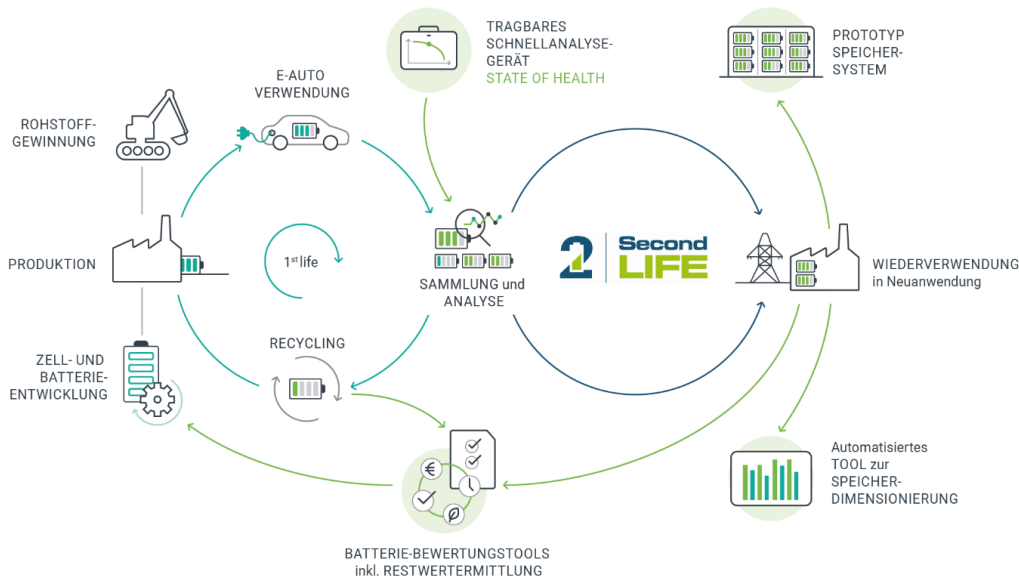 TRAGBARES
SCHNELLANALYSE-
GERÄT
STATE OF HEALTH
PROTOTYP
SPEICHER-
SYSTEM
E-AUTO
VERWENDUNG
ROHSTOFF-
GEWINNUNG
PRODUKTION
1st life
SAMMLUNG und
ANALYSE
2 Second
LIFE
WIEDERVERWENDUNG
in Neuanwendung
ZELL- UND
BATTERIE-
ENTWICKLUNG
RECYCLING
€
Automatisiertes
TOOL zur
SPEICHER-
DIMENSIONIERUNG
BATTERIE-BEWERTUNGSTOOLS
inkl. RESTWERTERMITTLUNG